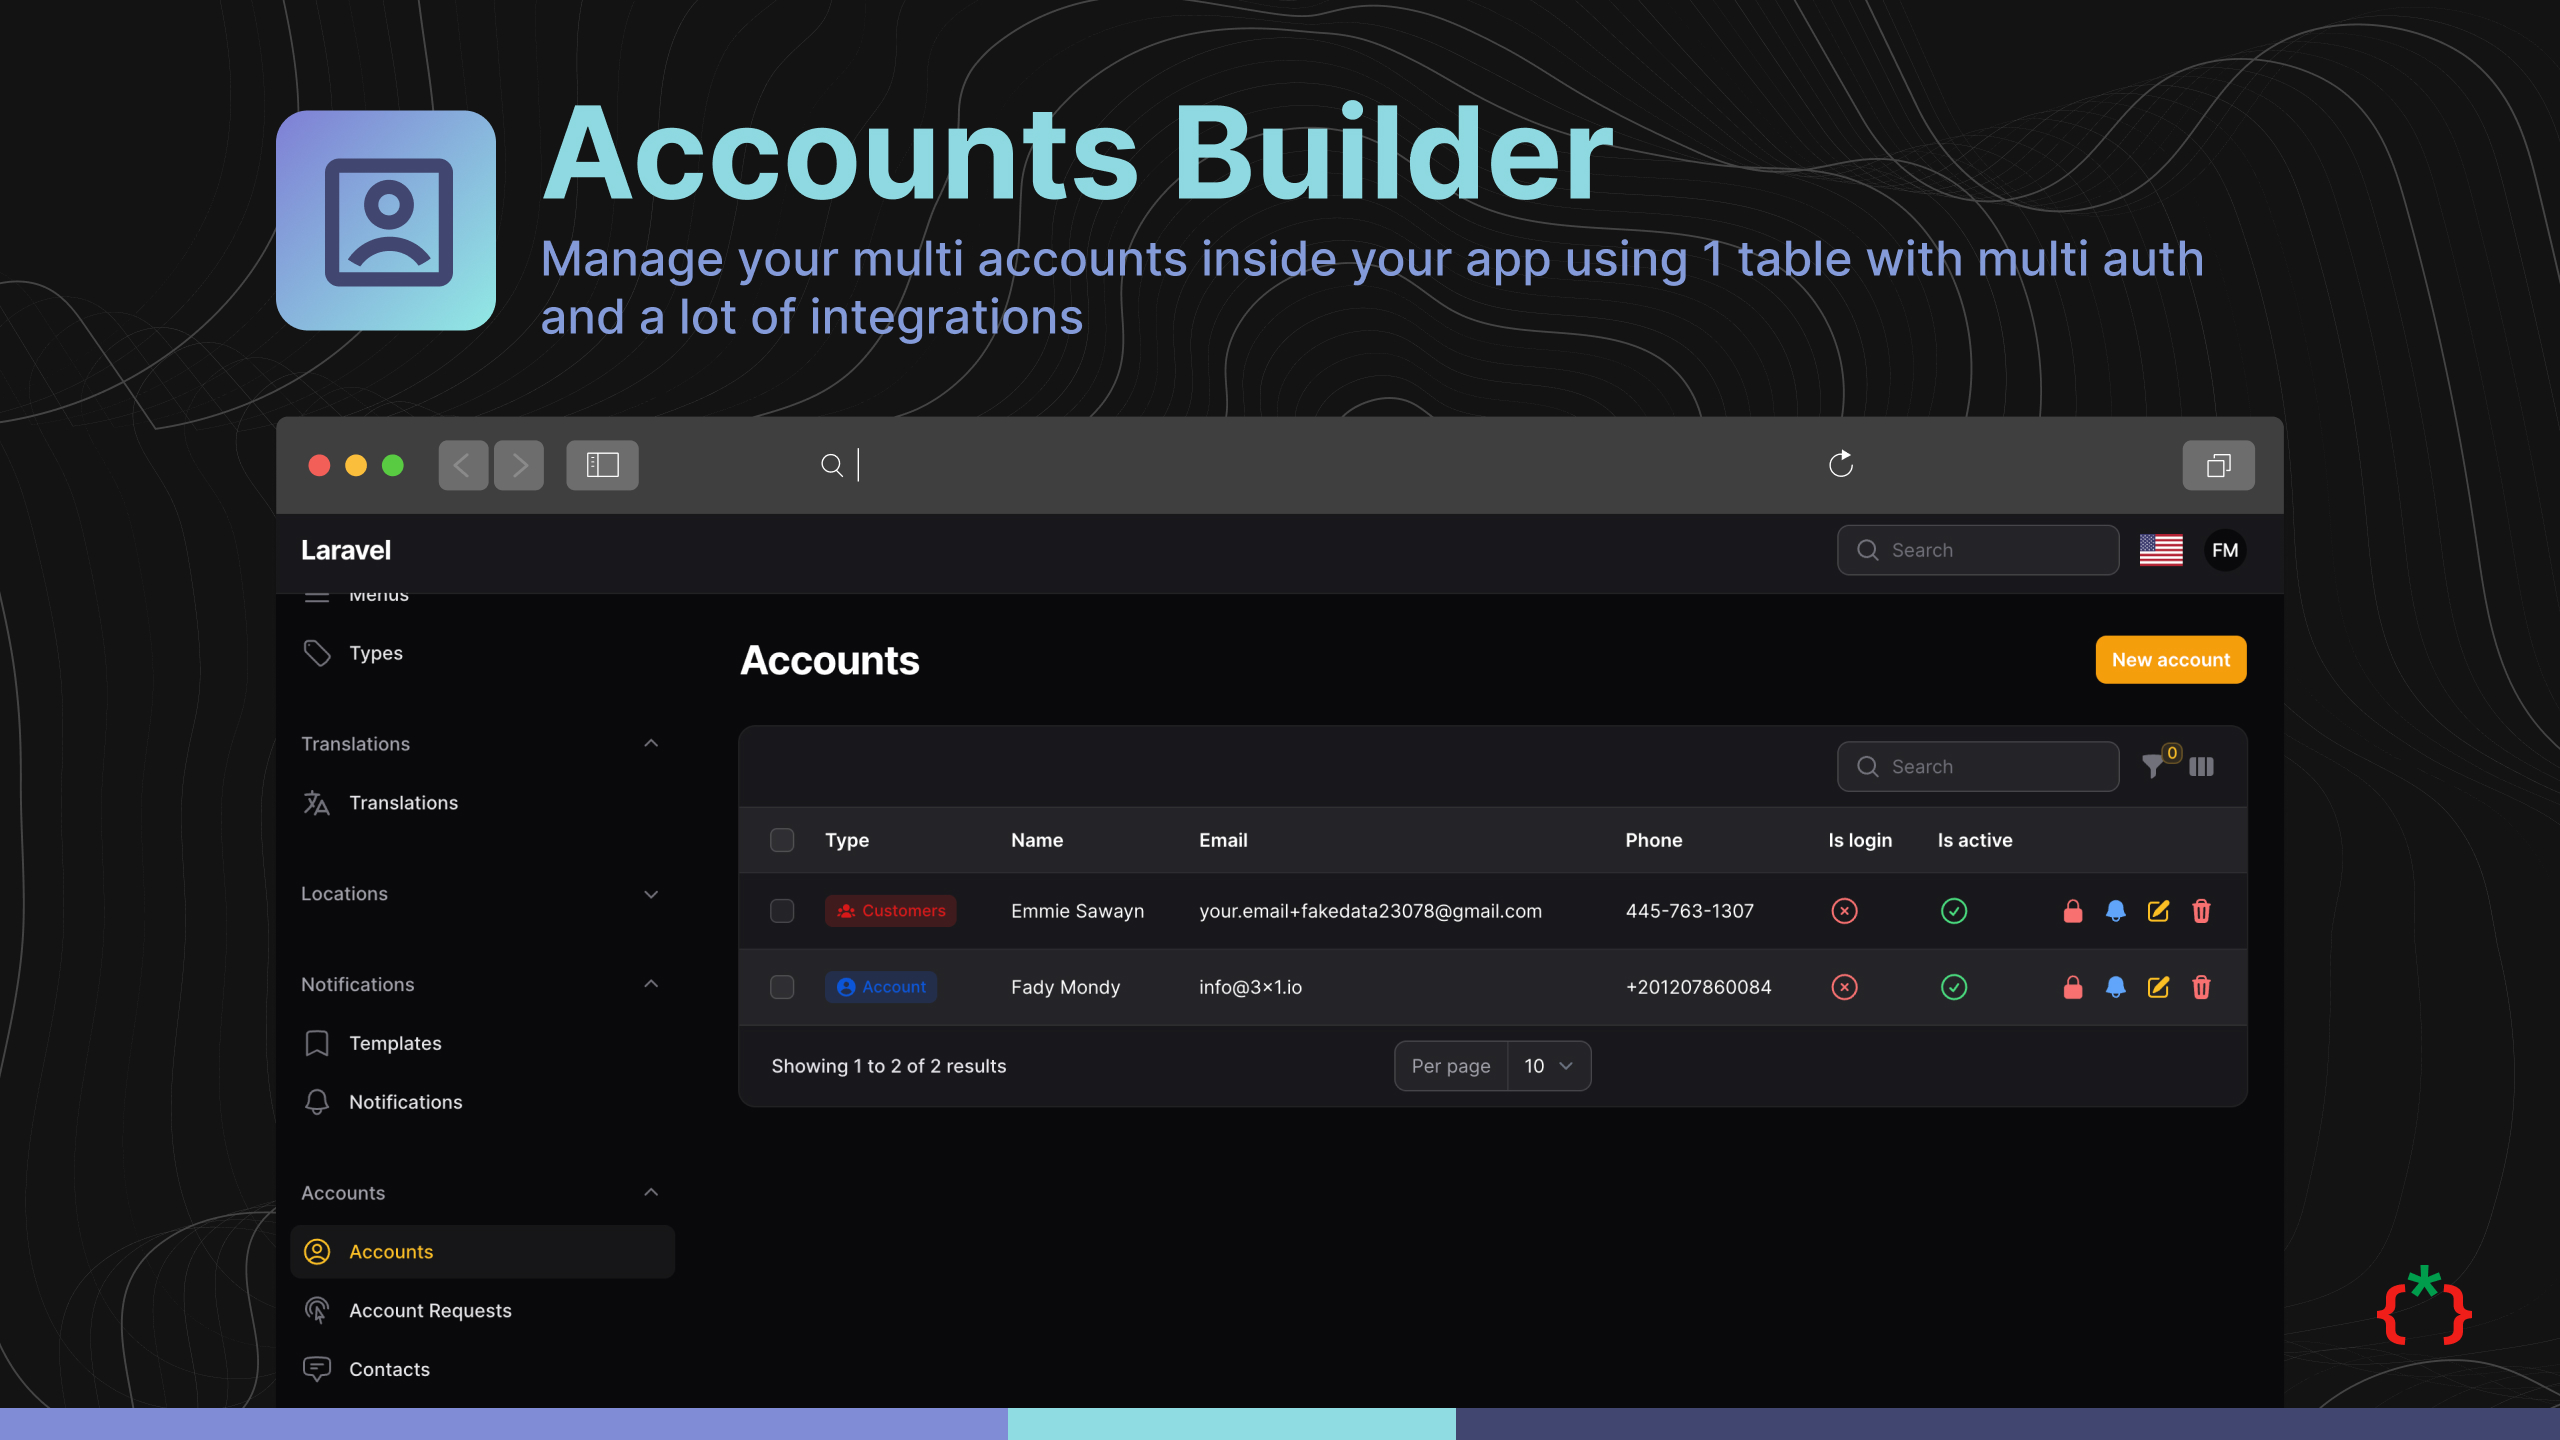 Accounts Builder
Manage your multi accounts inside your app using 1 table with multi auth
and a lot of integrations
Laravel
Search
FM
Menus
Types
Translations
Translations
Locations
Notifications
Templates
Notifications
Accounts
Accounts
Account Requests
Contacts
Accounts
New account
Search
0
Type Name Email Phone Is login Is active
Customers Emmie Sawayn your.email+fakedata23078@gmail.com 445-763-1307
Account Fady Mondy info@3x1.io +201207860084
Showing 1 to 2 of 2 results
Per page 10
{*}